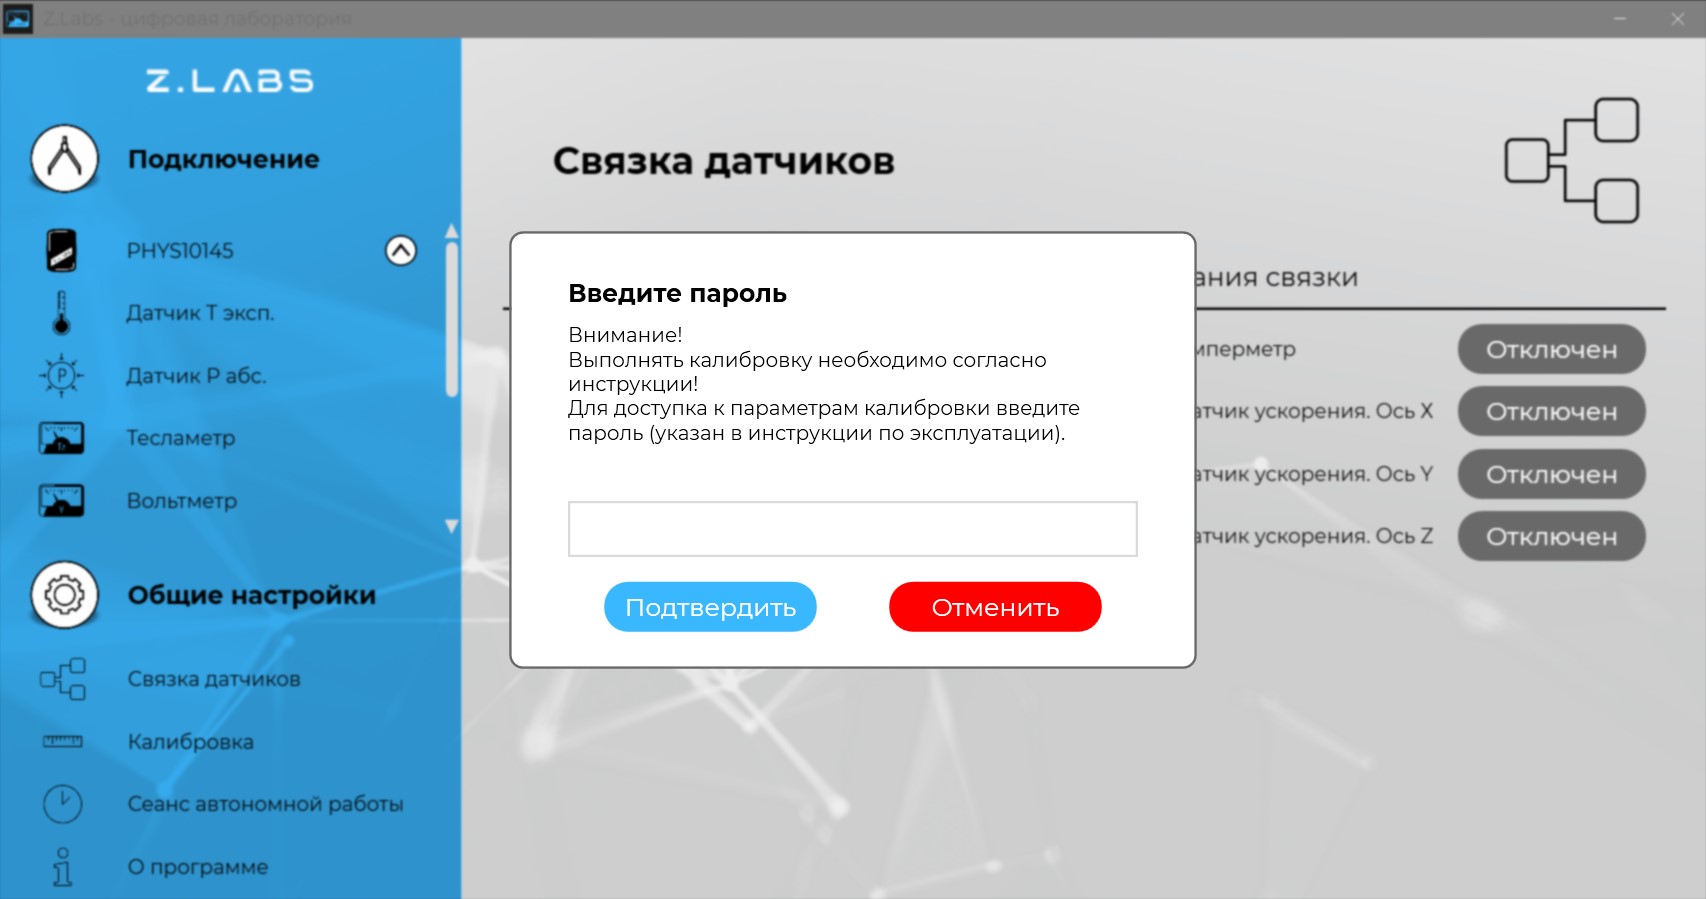 Z.Labs - цифровая лаборатория
Z.LABS
Подключение
PHYS10145
Датчик T эксп.
Датчик P абс.
Тесламетр
Вольтметр
Общие настройки
Связка датчиков
Калибровка
Сеанс автономной работы
О программе
Связка датчиков
ания связки
мперметр
Отключен
атчик ускорения. Ось X
Отключен
атчик ускорения. Ось Y
Отключен
атчик ускорения. Ось Z
Отключен
Введите пароль
Внимание!
Выполнять калибровку необходимо согласно
инструкции!
Для доступка к параметрам калибровки введите
пароль (указан в инструкции по эксплуатации).
Подтвердить
Отменить